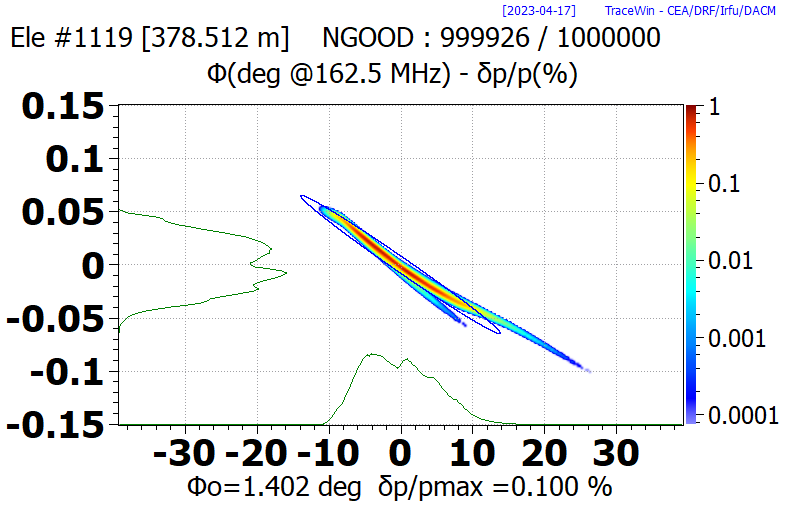 [2023-04-17] TraceWin - CEA/DRF/Irfu/DACM
Ele #1119 [378.512 m] NGOOD : 999926 / 1000000
Φ(deg @162.5 MHz) - δp/p(%)
0.15
0.1
0.05
0
-0.05
-0.1
-0.15
1
0.1
0.01
0.001
0.0001
-30 -20 -10 0 10 20 30
Φo=1.402 deg δp/pmax =0.100 %